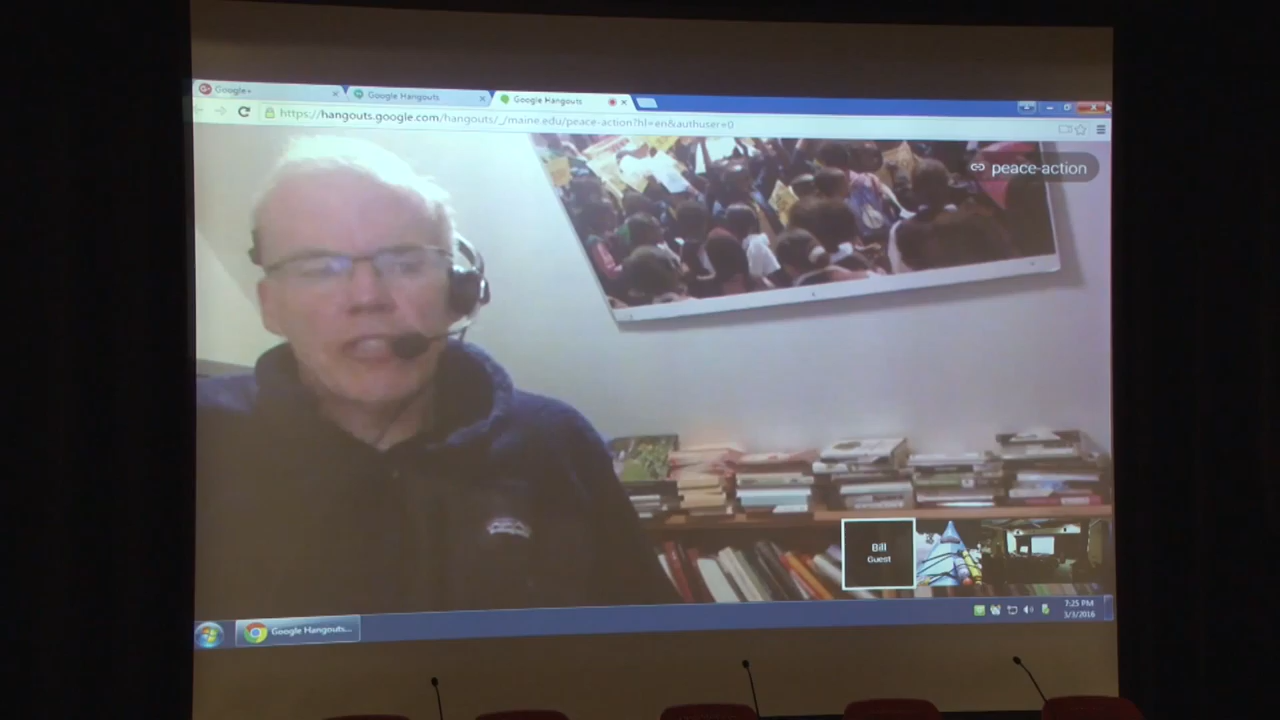 Google+
Google Hangouts
Google Hangouts
https://hangouts.google.com/hangouts/_/maine.edu/peace-action?hl=en&authuser=0
peace-action
Bill
Guest
7:25 PM
3/3/2016
Google Hangouts...